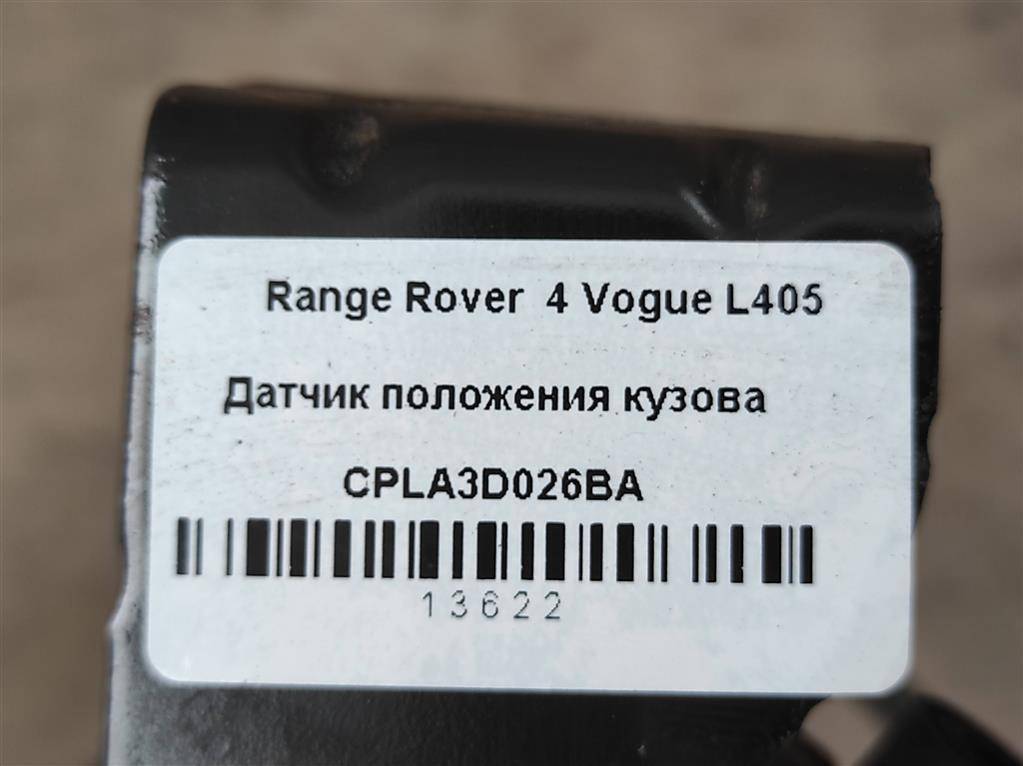 Range Rover 4 Vogue L405
Датчик положения кузова
CPLA3D026BA
13622